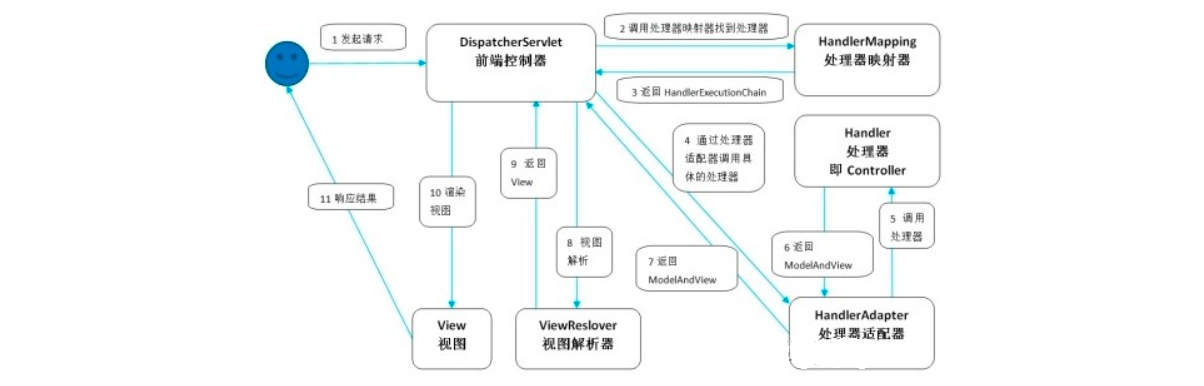 1 发起请求
DispatcherServlet
前端控制器
2 调用处理器映射器找到处理器
HandlerMapping
处理器映射器
3 返回 HandlerExecutionChain
4 通过处理器
适配器调用具
体的处理器
Handler
处理器
即 Controller
5 调用
处理器
6 返回
ModelAndView
7 返回
ModelAndView
8 视图
解析
9 返回
View
10 渲染
视图
11 响应结果
View
视图
ViewReslover
视图解析器
HandlerAdapter
处理器适配器